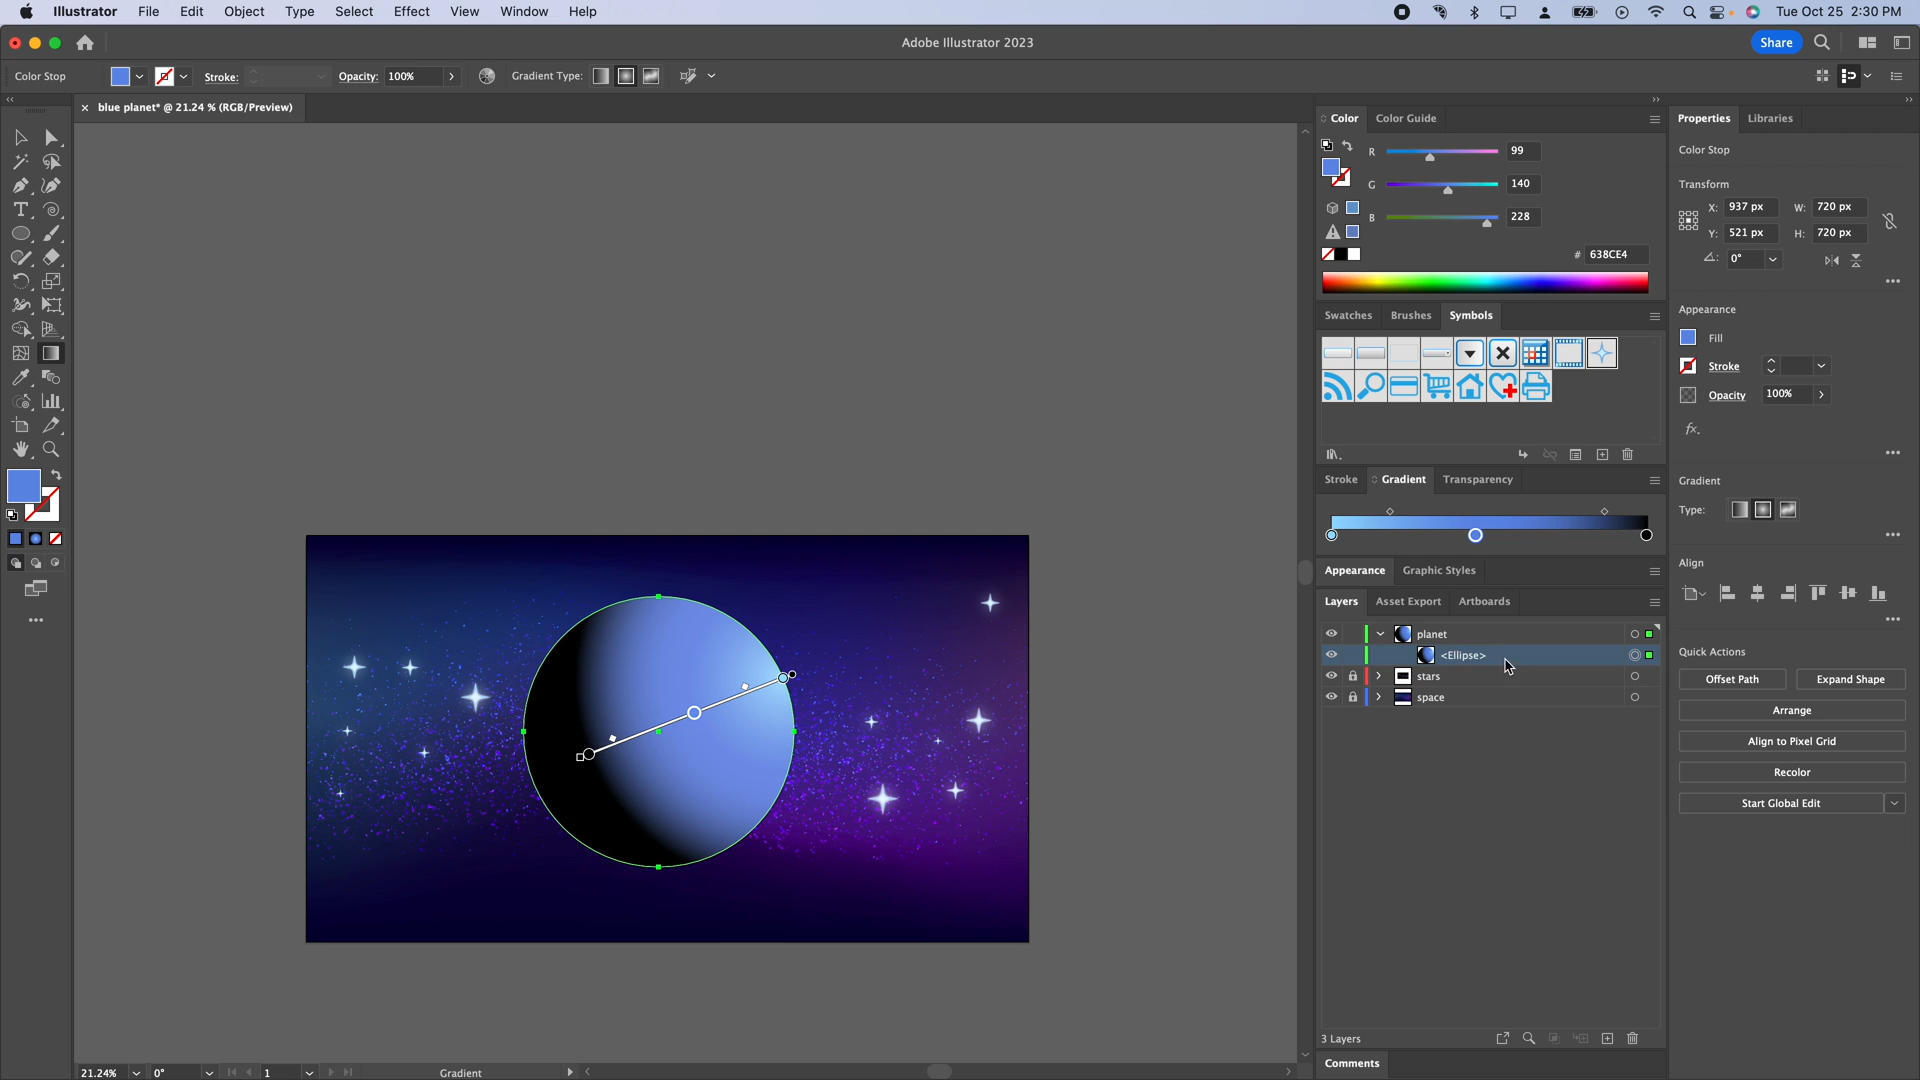 Illustrator File Edit Object Type Select Effect View Window Help Tue Oct 25 2:30 PM
Adobe Illustrator 2023 Share
Color Stop Stroke: Opacity: 100% Gradient Type:
× blue planet* @ 21.24 % (RGB/Preview)
Color Color Guide
R 99
G 140
B 228
# 638CE4
Swatches Brushes Symbols
Stroke Gradient Transparency
Appearance Graphic Styles
Layers Asset Export Artboards
planet
<Ellipse>
stars
space
3 Layers
Comments
Properties Libraries
Color Stop
Transform
X: 937 px W: 720 px
Y: 521 px H: 720 px
0°
Appearance
Fill
Stroke
Opacity 100%
fx.
Gradient
Type:
Align
Quick Actions
Offset Path Expand Shape
Arrange
Align to Pixel Grid
Recolor
Start Global Edit
21.24% 0° 1 Gradient